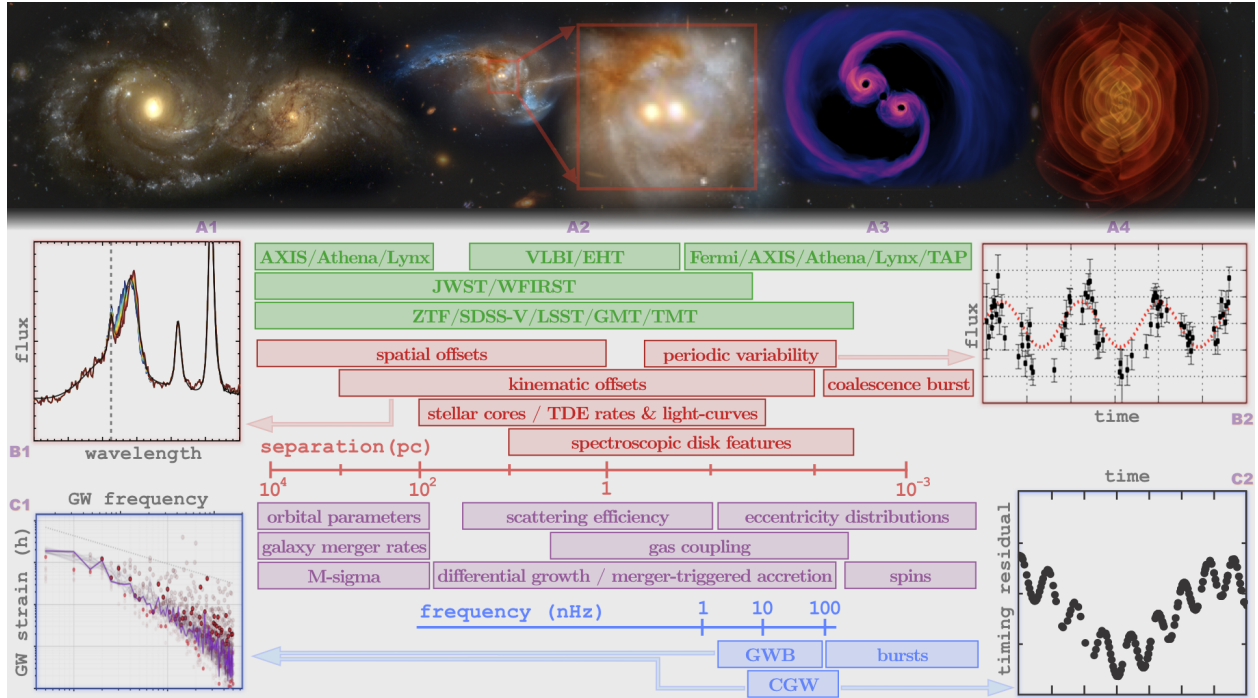 A1 A2 A3 A4
AXIS/Athena/Lynx VLBI/EHT Fermi/AXIS/Athena/Lynx/TAP
JWST/WFIRST
ZTF/SDSS-V/LSST/GMT/TMT
spatial offsets periodic variability
kinematic offsets coalescence burst
stellar cores / TDE rates & light-curves
spectroscopic disk features
flux
wavelength
B1
flux
time
B2
separation(pc)
10⁴ 10² 1 10⁻³
orbital parameters scattering efficiency eccentricity distributions
galaxy merger rates gas coupling
M-sigma differential growth / merger-triggered accretion spins
frequency (nHz) 1 10 100
GWB bursts
CGW
C1
GW frequency
GW strain (h)
C2
time
timing residual